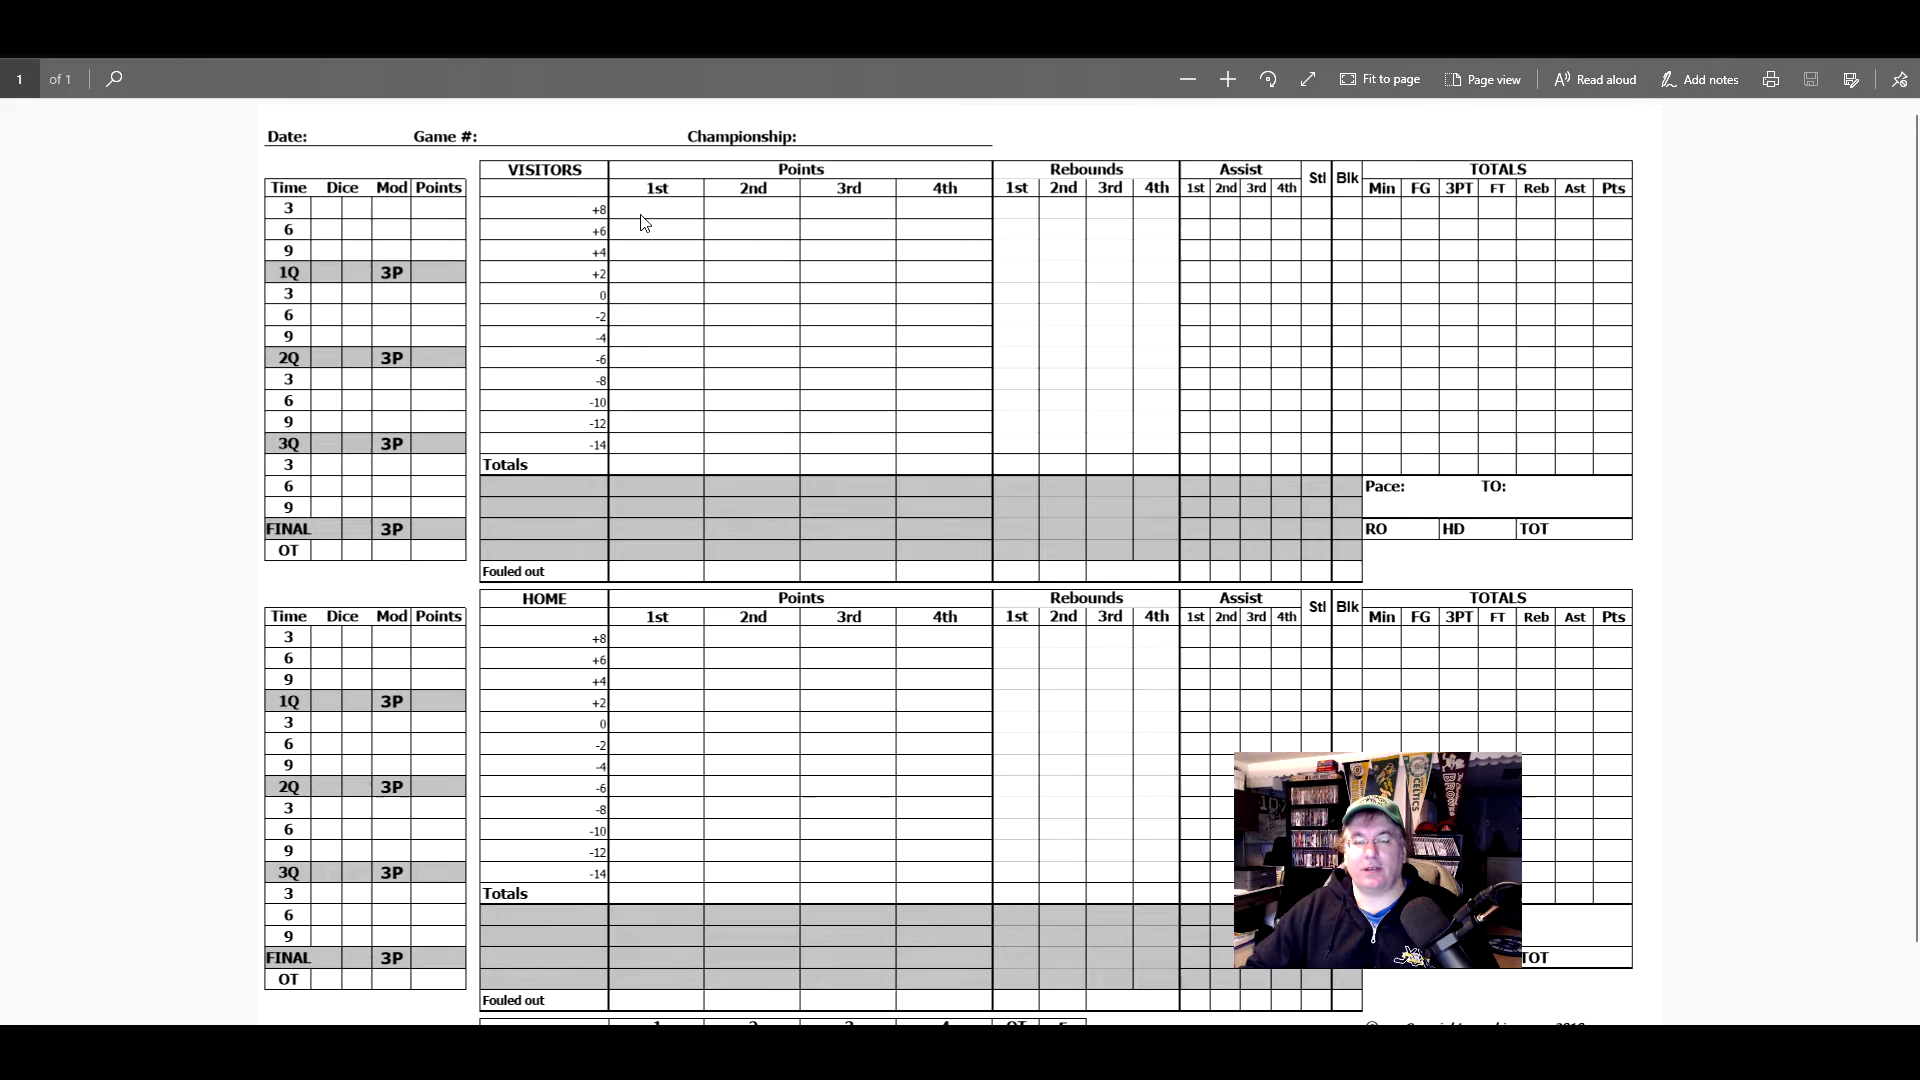 1 of 1 Fit to page Page view Read aloud Add notes
Date: Game #: Championship:
VISITORS Points Rebounds Assist Stl Blk TOTALS
Time Dice Mod Points 1st 2nd 3rd 4th 1st 2nd 3rd 4th 1st 2nd 3rd 4th Min FG 3PT FT Reb Ast Pts
3 +8
6 +6
9 +4
1Q 3P +2
3 0
6 -2
9 -4
2Q 3P -6
3 -8
6 -10
9 -12
3Q 3P -14
3 Totals
6 Pace: TO:
9
FINAL 3P RO HD TOT
OT
Fouled out
HOME Points Rebounds Assist Stl Blk TOTALS
Time Dice Mod Points 1st 2nd 3rd 4th 1st 2nd 3rd 4th 1st 2nd 3rd 4th Min FG 3PT FT Reb Ast Pts
3 +8
6 +6
9 +4
1Q 3P +2
3 0
6 -2
9 -4
2Q 3P -6
3 -8
6 -10
9 -12
3Q 3P -14
3 Totals
6
9
FINAL 3P TOT
OT
Fouled out
CELTICS